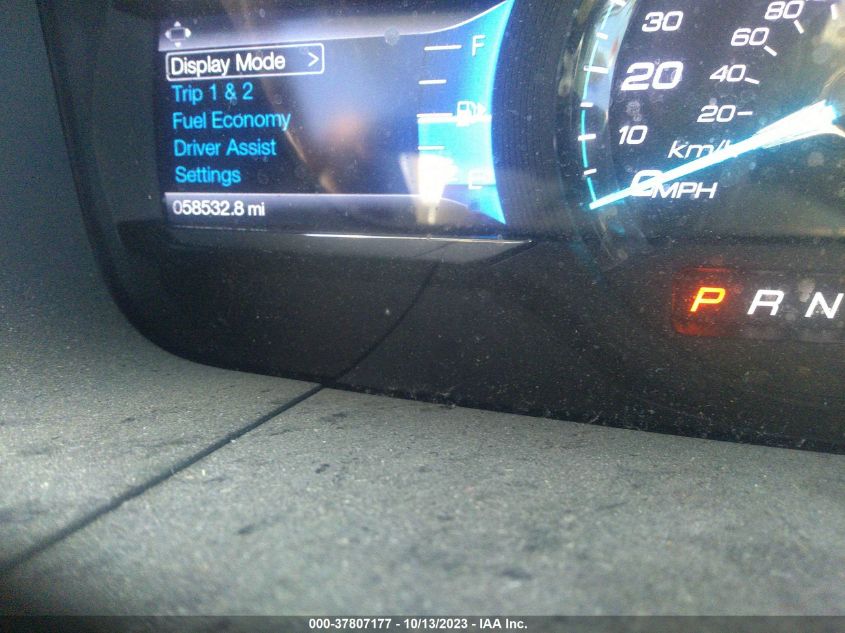 Display Mode >
Trip 1 & 2
Fuel Economy
Driver Assist
Settings
058532.8 mi
F
E
30
20
10
0 MPH
80
60
40
20
km/h
P R N
000-37807177 - 10/13/2023 - IAA Inc.